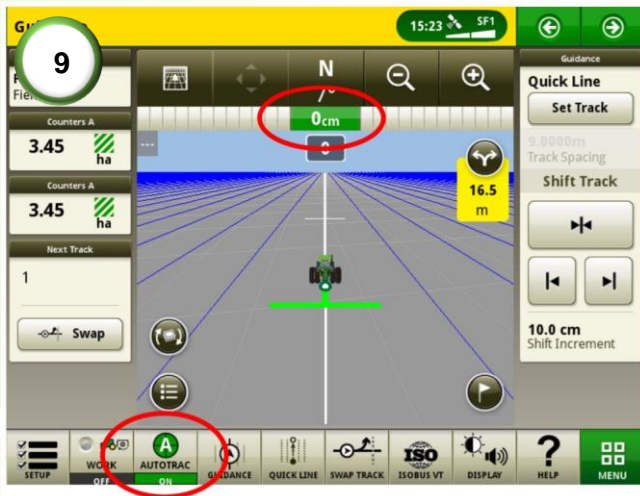 9
15:23 SF1
Guidance
Quick Line
Set Track
9.0000m
Track Spacing
Shift Track
10.0 cm
Shift Increment
Counters A
3.45
ha
Counters A
3.45
ha
Next Track
1
Swap
N
0cm
0
---
16.5
m
SETUP
WORK
OFF
A
AUTOTRAC
ON
GUIDANCE
QUICK LINE
SWAP TRACK
ISO
ISOBUS VT
DISPLAY
?
HELP
MENU